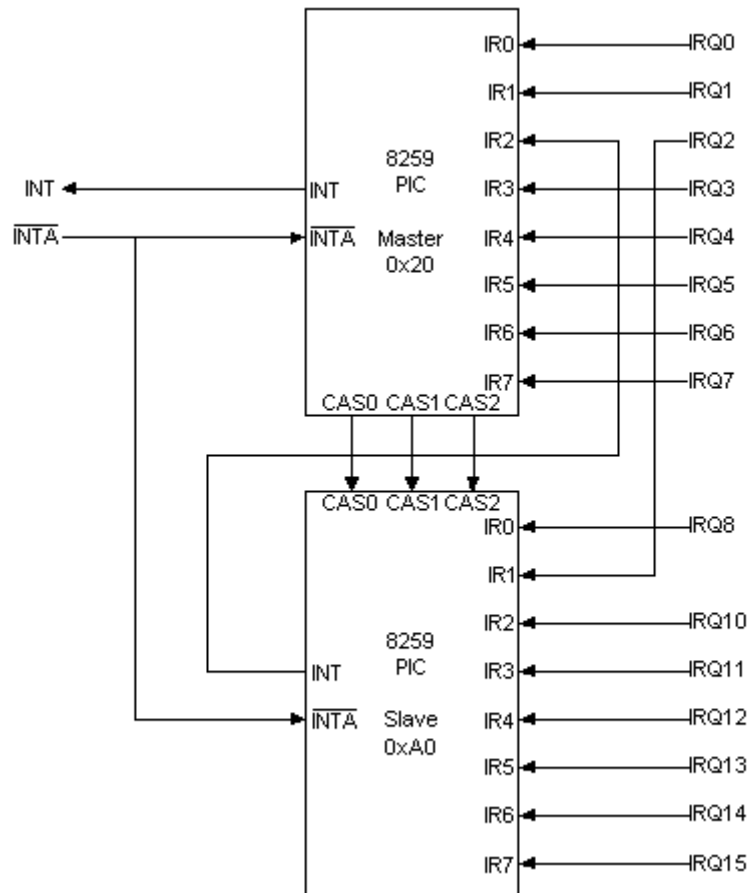 IR0 IRQ0
IR1 IRQ1
IR2 IRQ2
8259
PIC
INT INT IR3 IRQ3
INTA INTA Master IR4 IRQ4
0x20
IR5 IRQ5
IR6 IRQ6
IR7 IRQ7
CAS0 CAS1 CAS2
CAS0 CAS1 CAS2
IR0 IRQ8
IR1
IR2 IRQ10
8259
PIC
INT IR3 IRQ11
INTA Slave IR4 IRQ12
0xA0
IR5 IRQ13
IR6 IRQ14
IR7 IRQ15